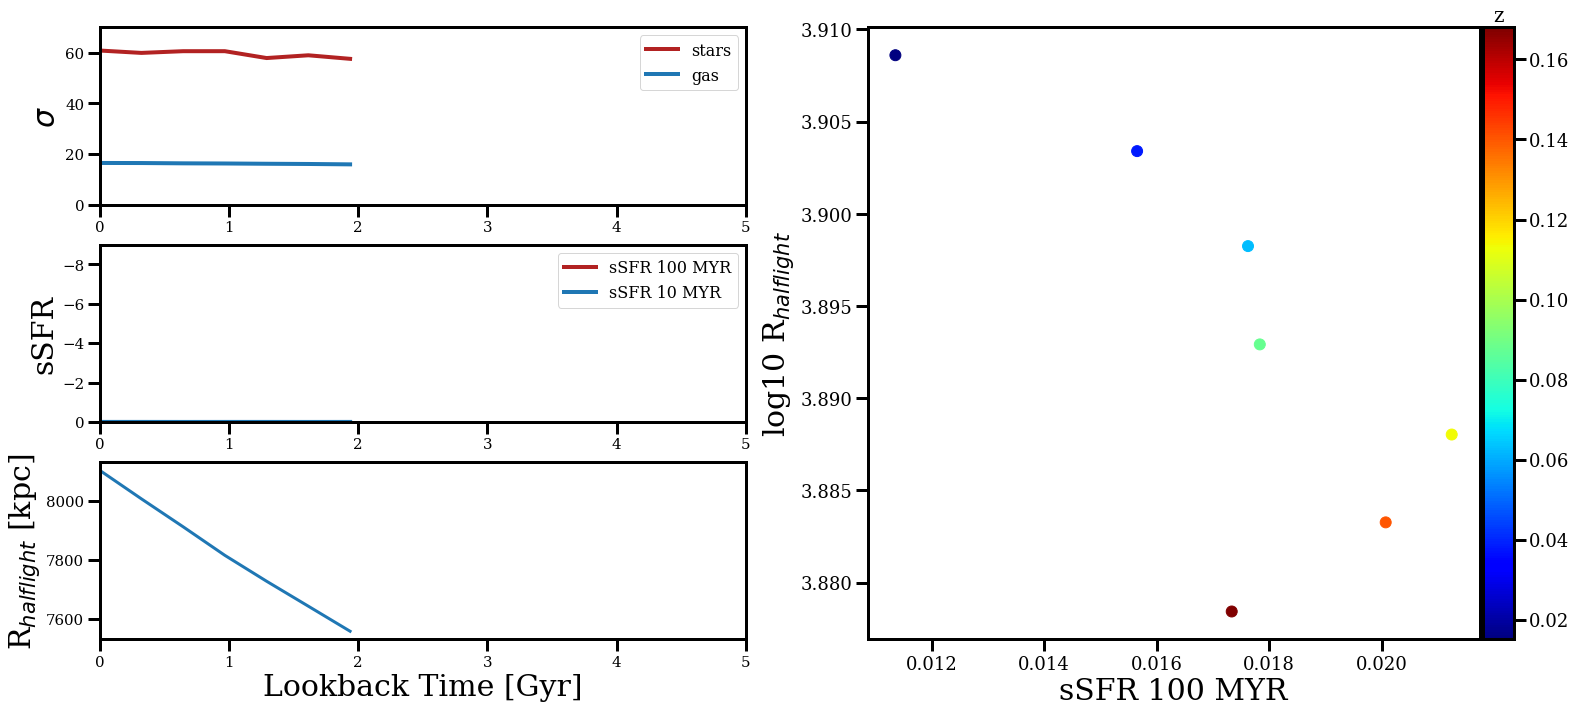 60
40
20
0
σ
stars
gas
0 1 2 3 4 5
−8
−6
−4
−2
0
sSFR
sSFR 100 MYR
sSFR 10 MYR
0 1 2 3 4 5
8000
7800
7600
R_halflight [kpc]
0 1 2 3 4 5
Lookback Time [Gyr]
3.910
3.905
3.900
3.895
3.890
3.885
3.880
log10 R_halflight
0.012 0.014 0.016 0.018 0.020
sSFR 100 MYR
z
0.16
0.14
0.12
0.10
0.08
0.06
0.04
0.02